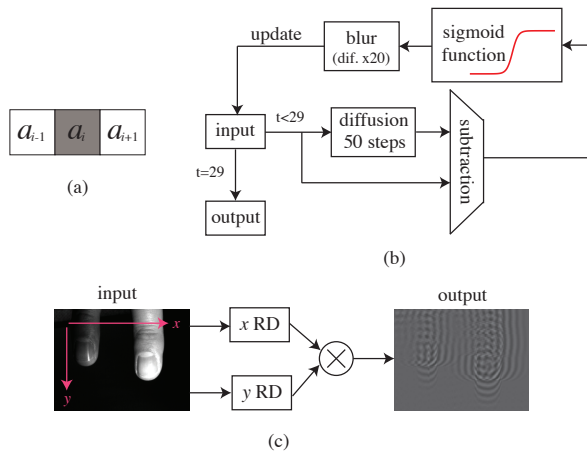 a_{i-1} a_i a_{i+1}
(a)
update
blur
(dif. x20)
sigmoid
function
input
t<29
diffusion
50 steps
subtraction
t=29
output
(b)
input
x
y
x RD
y RD
output
(c)